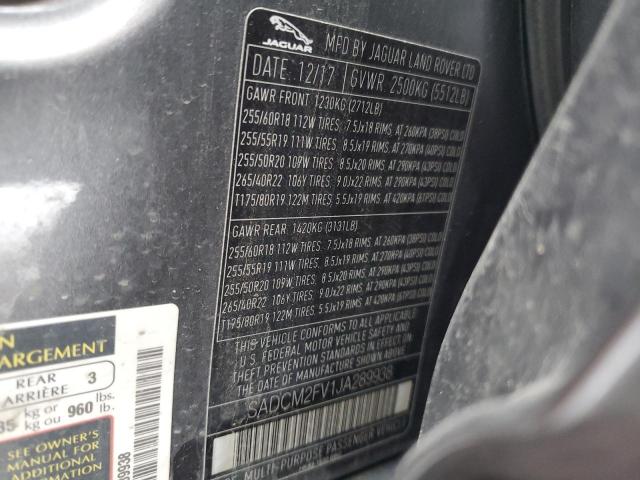 JAGUAR
MFD BY JAGUAR LAND ROVER LTD
DATE: 12/17 GVWR: 2500KG (5512LB)
GAWR FRONT 1230KG (2712LB)
255/60R18 112W TIRES: 7.5Jx18 RIMS AT 260KPA (38PSI) COLD
255/55R19 111W TIRES: 8.5Jx19 RIMS AT 270KPA (40PSI) COLD
255/50R20 109W TIRES: 8.5Jx20 RIMS AT 290KPA (43PSI) COLD
265/40R22 106Y TIRES: 9.0Jx22 RIMS AT 290KPA (43PSI) COLD
T175/80R19 122M TIRES: 5.5Jx19 RIMS AT 420KPA (61PSI) COLD
GAWR REAR: 1420KG (3131LB)
255/60R18 112W TIRES: 7.5Jx18 RIMS AT 260KPA (38PSI) COLD
255/55R19 111W TIRES: 8.5Jx19 RIMS AT 270KPA (40PSI) COLD
255/50R20 109W TIRES: 8.5Jx20 RIMS AT 290KPA (43PSI) COLD
265/40R22 106Y TIRES: 9.0Jx22 RIMS AT 290KPA (43PSI) COLD
T175/80R19 122M TIRES: 5.5Jx19 RIMS AT 420KPA (61PSI) COLD
THIS VEHICLE CONFORMS TO ALL APPLICABLE
U.S. FEDERAL MOTOR VEHICLE SAFETY AND
THEFT PREVENTION STANDARDS IN EFFECT
ON THE DATE OF MANUFACTURE SHOWN ABOVE
SADCM2FV1JA289938
MULTI-PURPOSE PASSENGER VEHICLE
ARGEMENT
REAR 3
ARRIÈRE
35 kg or 960 lbs.
kg ou lb.
SEE OWNER'S
MANUAL FOR
ADDITIONAL
89938